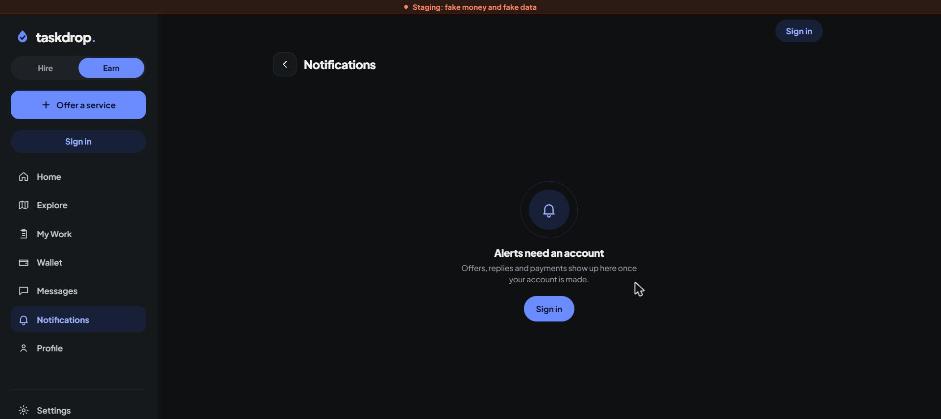 Staging: fake money and fake data
taskdrop.
Sign in
Hire
Earn
Notifications
+ Offer a service
Sign in
Home
Explore
My Work
Wallet
Messages
Notifications
Profile
Settings
Alerts need an account
Offers, replies and payments show up here once
your account is made.
Sign in